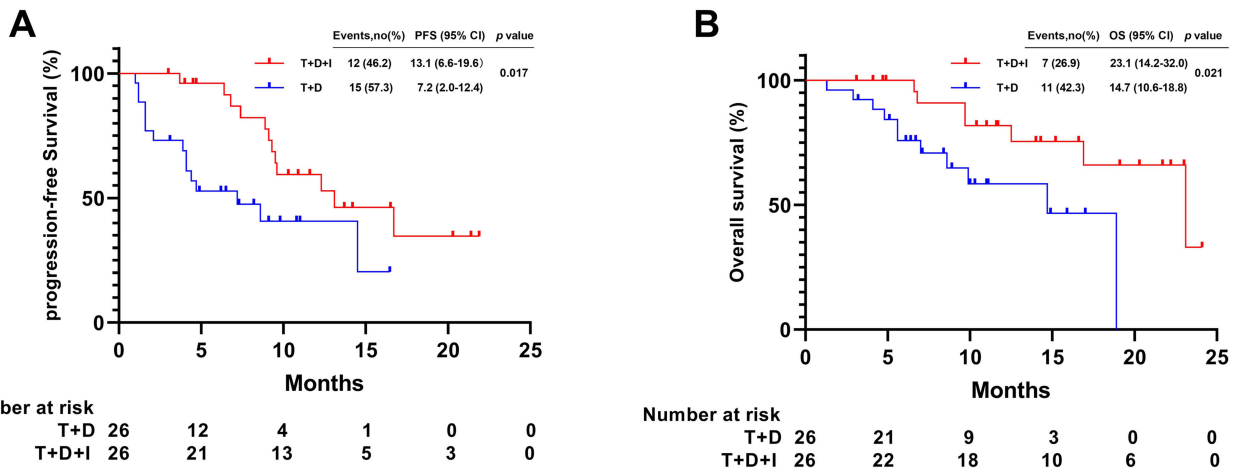 A
Events,no(%) PFS (95% CI) p value
T+D+I 12 (46.2) 13.1 (6.6-19.6)
0.017
T+D 15 (57.3) 7.2 (2.0-12.4)
progression-free Survival (%)
100
50
0
0 5 10 15 20 25
Months
ber at risk
T+D 26 12 4 1 0 0
T+D+I 26 21 13 5 3 0
B
Events,no(%) OS (95% CI) p value
T+D+I 7 (26.9) 23.1 (14.2-32.0)
0.021
T+D 11 (42.3) 14.7 (10.6-18.8)
Overall survival (%)
100
50
0
0 5 10 15 20 25
Months
Number at risk
T+D 26 21 9 3 0 0
T+D+I 26 22 18 10 6 0